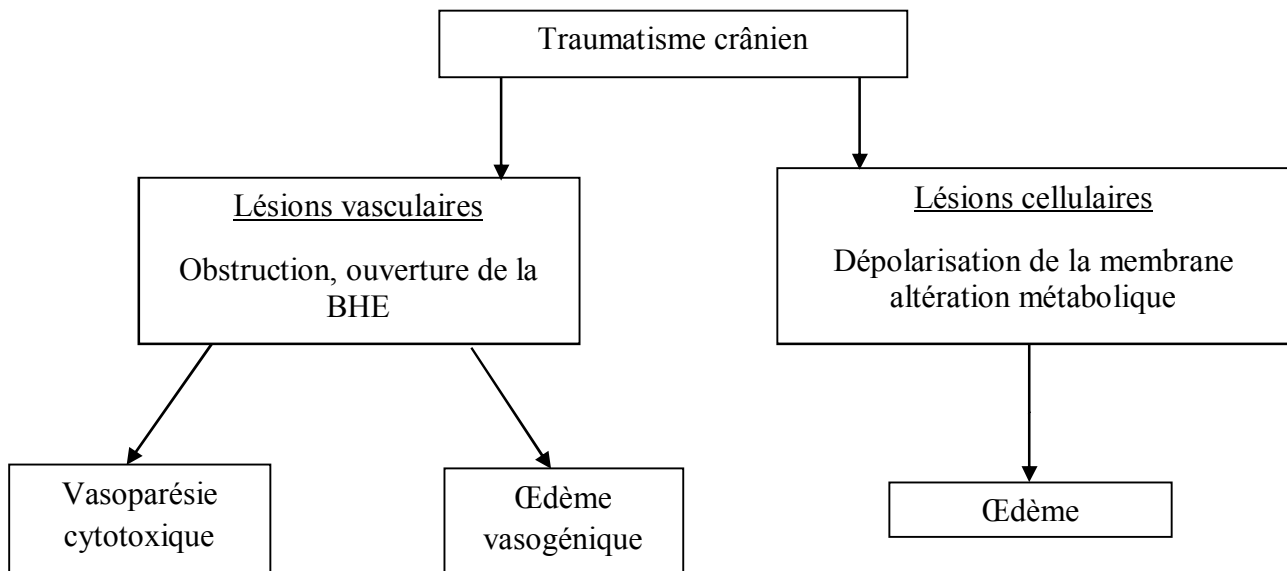 Traumatisme crânien
Lésions vasculaires
Obstruction, ouverture de la
BHE
Lésions cellulaires
Dépolarisation de la membrane
altération métabolique
Vasoparésie
cytotoxique
Œdème
vasogénique
Œdème